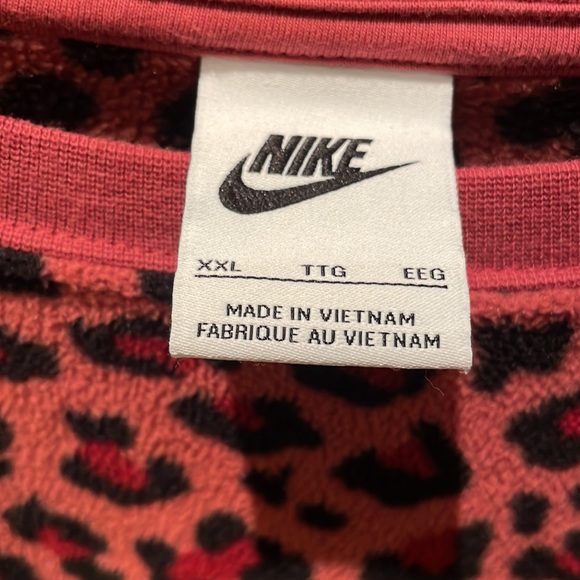 NIKE
XXL TTG EEG
MADE IN VIETNAM
FABRIQUE AU VIETNAM